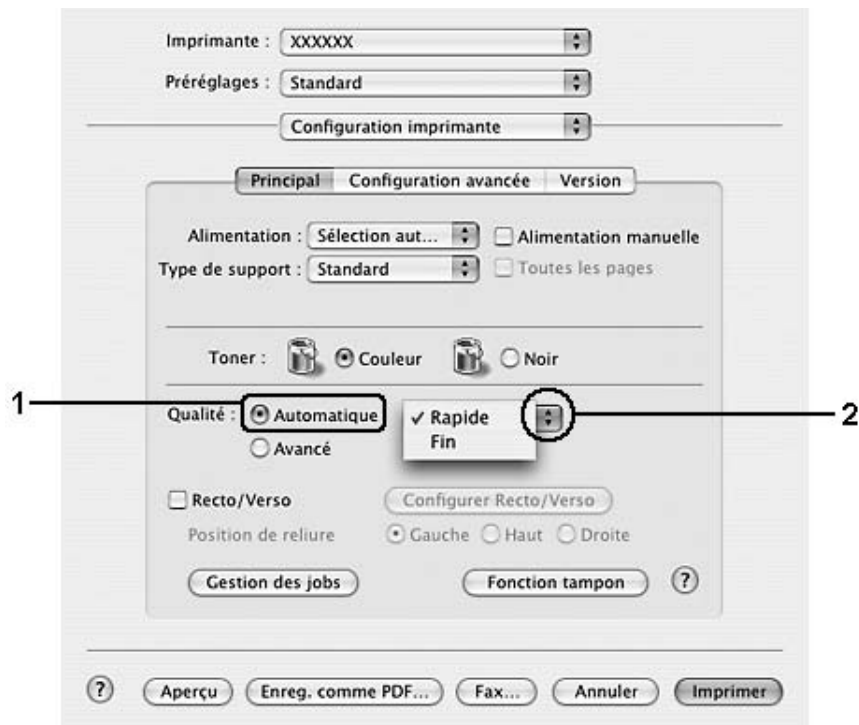 Imprimante : XXXXXX
Préréglages : Standard
Configuration imprimante
Principal Configuration avancée Version
Alimentation : Sélection aut... Alimentation manuelle
Type de support : Standard Toutes les pages
Toner : Couleur Noir
1 Qualité : Automatique ✓ Rapide 2
Avancé Fin
Recto/Verso Configurer Recto/Verso
Position de reliure Gauche Haut Droite
Gestion des jobs Fonction tampon ?
? Aperçu Enreg. comme PDF... Fax... Annuler Imprimer